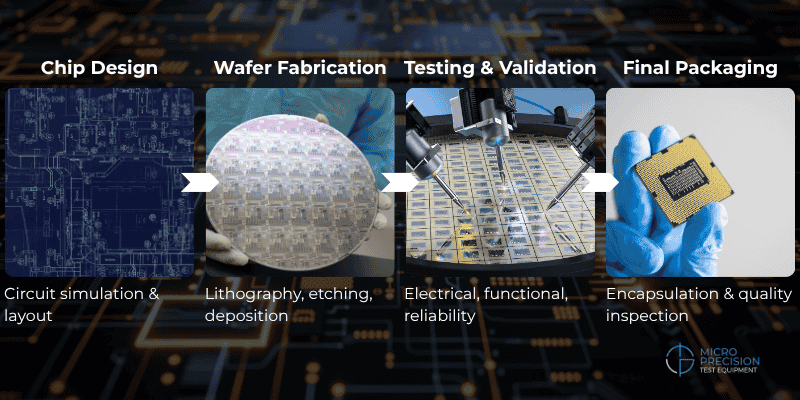 Chip Design
Wafer Fabrication
Testing & Validation
Final Packaging
Circuit simulation &
layout
Lithography, etching,
deposition
Electrical, functional,
reliability
Encapsulation & quality
inspection
MICRO
PRECISION
TEST EQUIPMENT